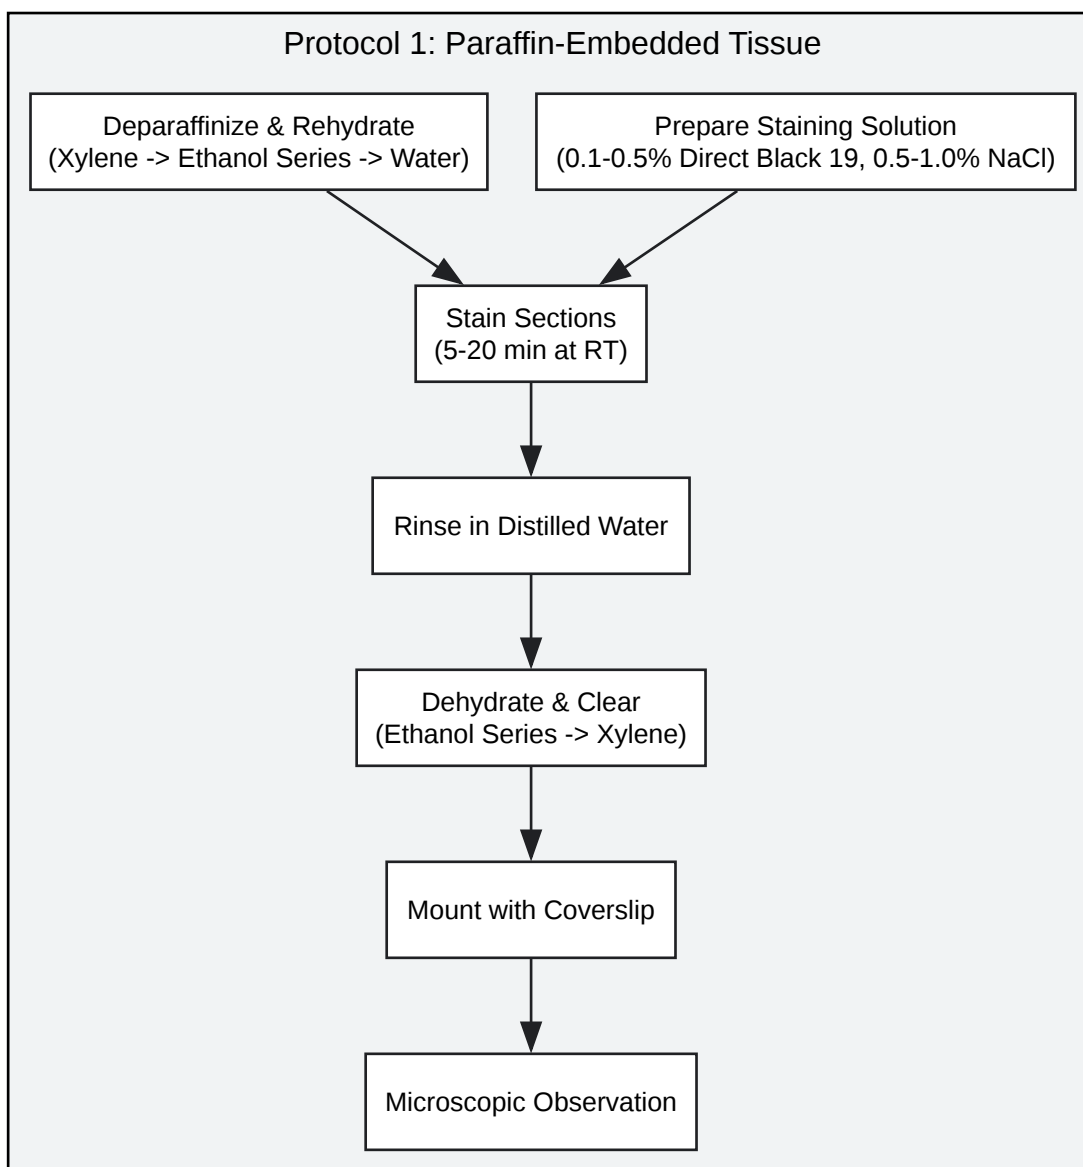 Protocol 1: Paraffin-Embedded Tissue
Deparaffinize & Rehydrate
(Xylene -> Ethanol Series -> Water)
Prepare Staining Solution
(0.1-0.5% Direct Black 19, 0.5-1.0% NaCl)
Stain Sections
(5-20 min at RT)
Rinse in Distilled Water
Dehydrate & Clear
(Ethanol Series -> Xylene)
Mount with Coverslip
Microscopic Observation